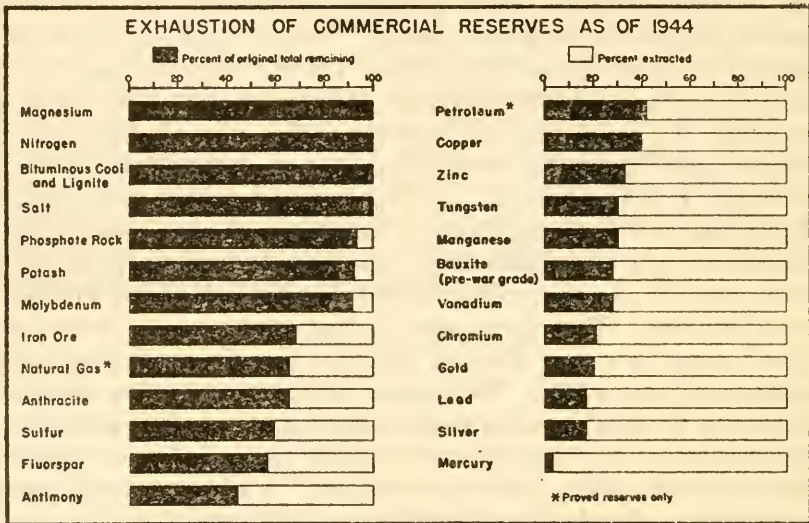 EXHAUSTION OF COMMERCIAL RESERVES AS OF 1944
Percent of original total remaining
Percent extracted
0 20 40 60 80 100
Magnesium
Nitrogen
Bituminous Coal
and Lignite
Salt
Phosphate Rock
Potash
Molybdenum
Iron Ore
Natural Gas*
Anthracite
Sulfur
Fluorspar
Antimony
0 20 40 60 80 100
Petroleum*
Copper
Zinc
Tungsten
Manganese
Bauxite
(pre-war grade)
Vanadium
Chromium
Gold
Lead
Silver
Mercury
* Proved reserves only